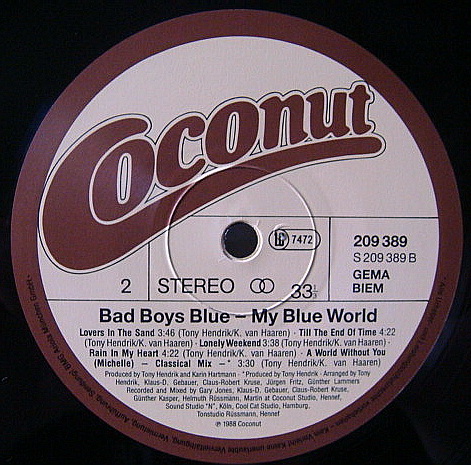 Coconut
LC 7472
209 389
S 209 389 B
GEMA
BIEM
2 STEREO 33⅓
Bad Boys Blue – My Blue World
Lovers In The Sand 3:46 (Tony Hendrik/K. van Haaren) · Till The End Of Time 4:22
(Tony Hendrik/K. van Haaren) · Lonely Weekend 3:38 (Tony Hendrik/K. van Haaren) ·
Rain In My Heart 4:22 (Tony Hendrik/K. van Haaren) · A World Without You
(Michelle) – Classical Mix –* 3:30 (Tony Hendrik/K. van Haaren)
Produced by Tony Hendrik and Karin Hartmann · *Produced by Tony Hendrik · Arranged by Tony
Hendrik, Klaus-D. Gebauer, Claus-Robert Kruse, Jürgen Fritz, Günther Lammers
Recorded and Mixed by Gary Jones, Klaus-D. Gebauer, Claus-Robert Kruse,
Günther Kasper, Helmut Rüssmann, Martin at Coconut Studio, Hennef,
Sound Studio "N", Köln, Cool Cat Studio, Hamburg,
Tonstudio Rüssmann, Hennef
℗ 1988 Coconut